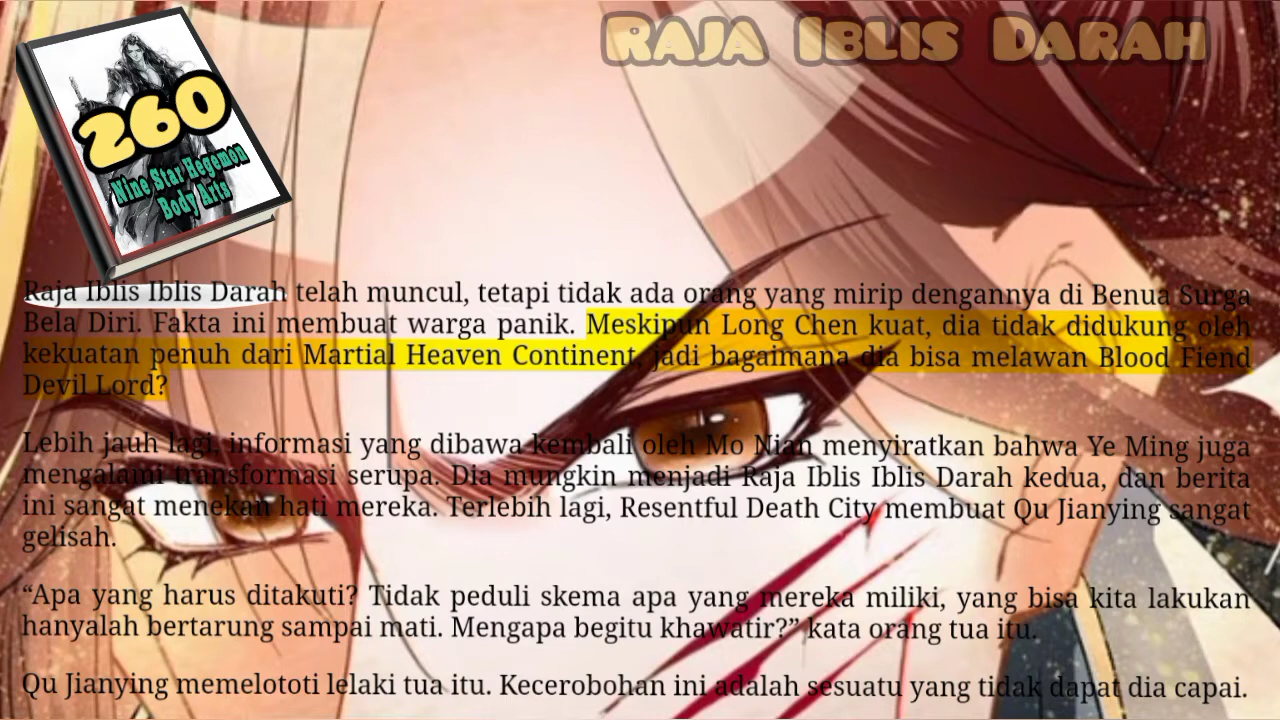 Raja Iblis Darah
260
Nine Star Hegemon
Body Arts
Raja Iblis Iblis Darah telah muncul, tetapi tidak ada orang yang mirip dengannya di Benua Surga
Bela Diri. Fakta ini membuat warga panik. Meskipun Long Chen kuat, dia tidak didukung oleh
kekuatan penuh dari Martial Heaven Continent, jadi bagaimana dia bisa melawan Blood Fiend
Devil Lord?
Lebih jauh lagi, informasi yang dibawa kembali oleh Mo Nian menyiratkan bahwa Ye Ming juga
mengalami transformasi serupa. Dia mungkin menjadi Raja Iblis Iblis Darah kedua, dan berita
ini sangat menekan hati mereka. Terlebih lagi, Resentful Death City membuat Qu Jianying sangat
gelisah.
“Apa yang harus ditakuti? Tidak peduli skema apa yang mereka miliki, yang bisa kita lakukan
hanyalah bertarung sampai mati. Mengapa begitu khawatir?” kata orang tua itu.
Qu Jianying memelototi lelaki tua itu. Kecerobohan ini adalah sesuatu yang tidak dapat dia capai.